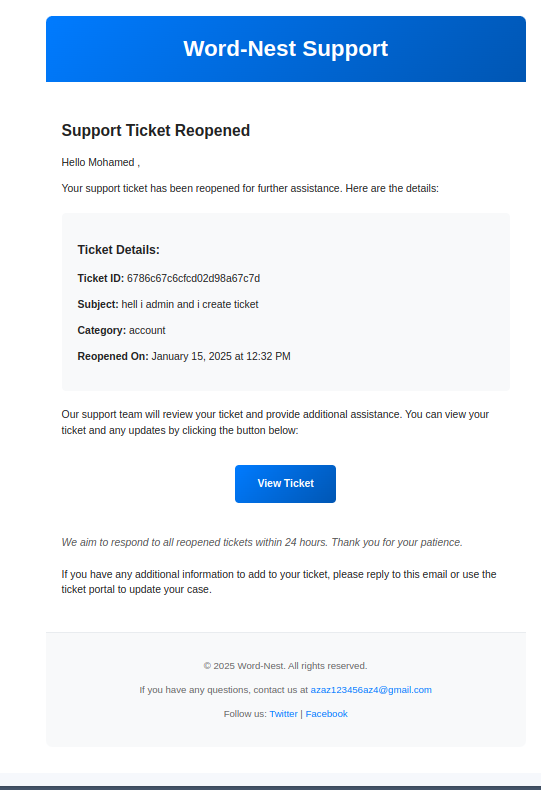 Word-Nest Support
Support Ticket Reopened
Hello Mohamed ,
Your support ticket has been reopened for further assistance. Here are the details:
Ticket Details:
Ticket ID: 6786c67c6cfcd02d98a67c7d
Subject: hell i admin and i create ticket
Category: account
Reopened On: January 15, 2025 at 12:32 PM
Our support team will review your ticket and provide additional assistance. You can view your
ticket and any updates by clicking the button below:
View Ticket
We aim to respond to all reopened tickets within 24 hours. Thank you for your patience.
If you have any additional information to add to your ticket, please reply to this email or use the
ticket portal to update your case.
© 2025 Word-Nest. All rights reserved.
If you have any questions, contact us at azaz123456az4@gmail.com
Follow us: Twitter | Facebook